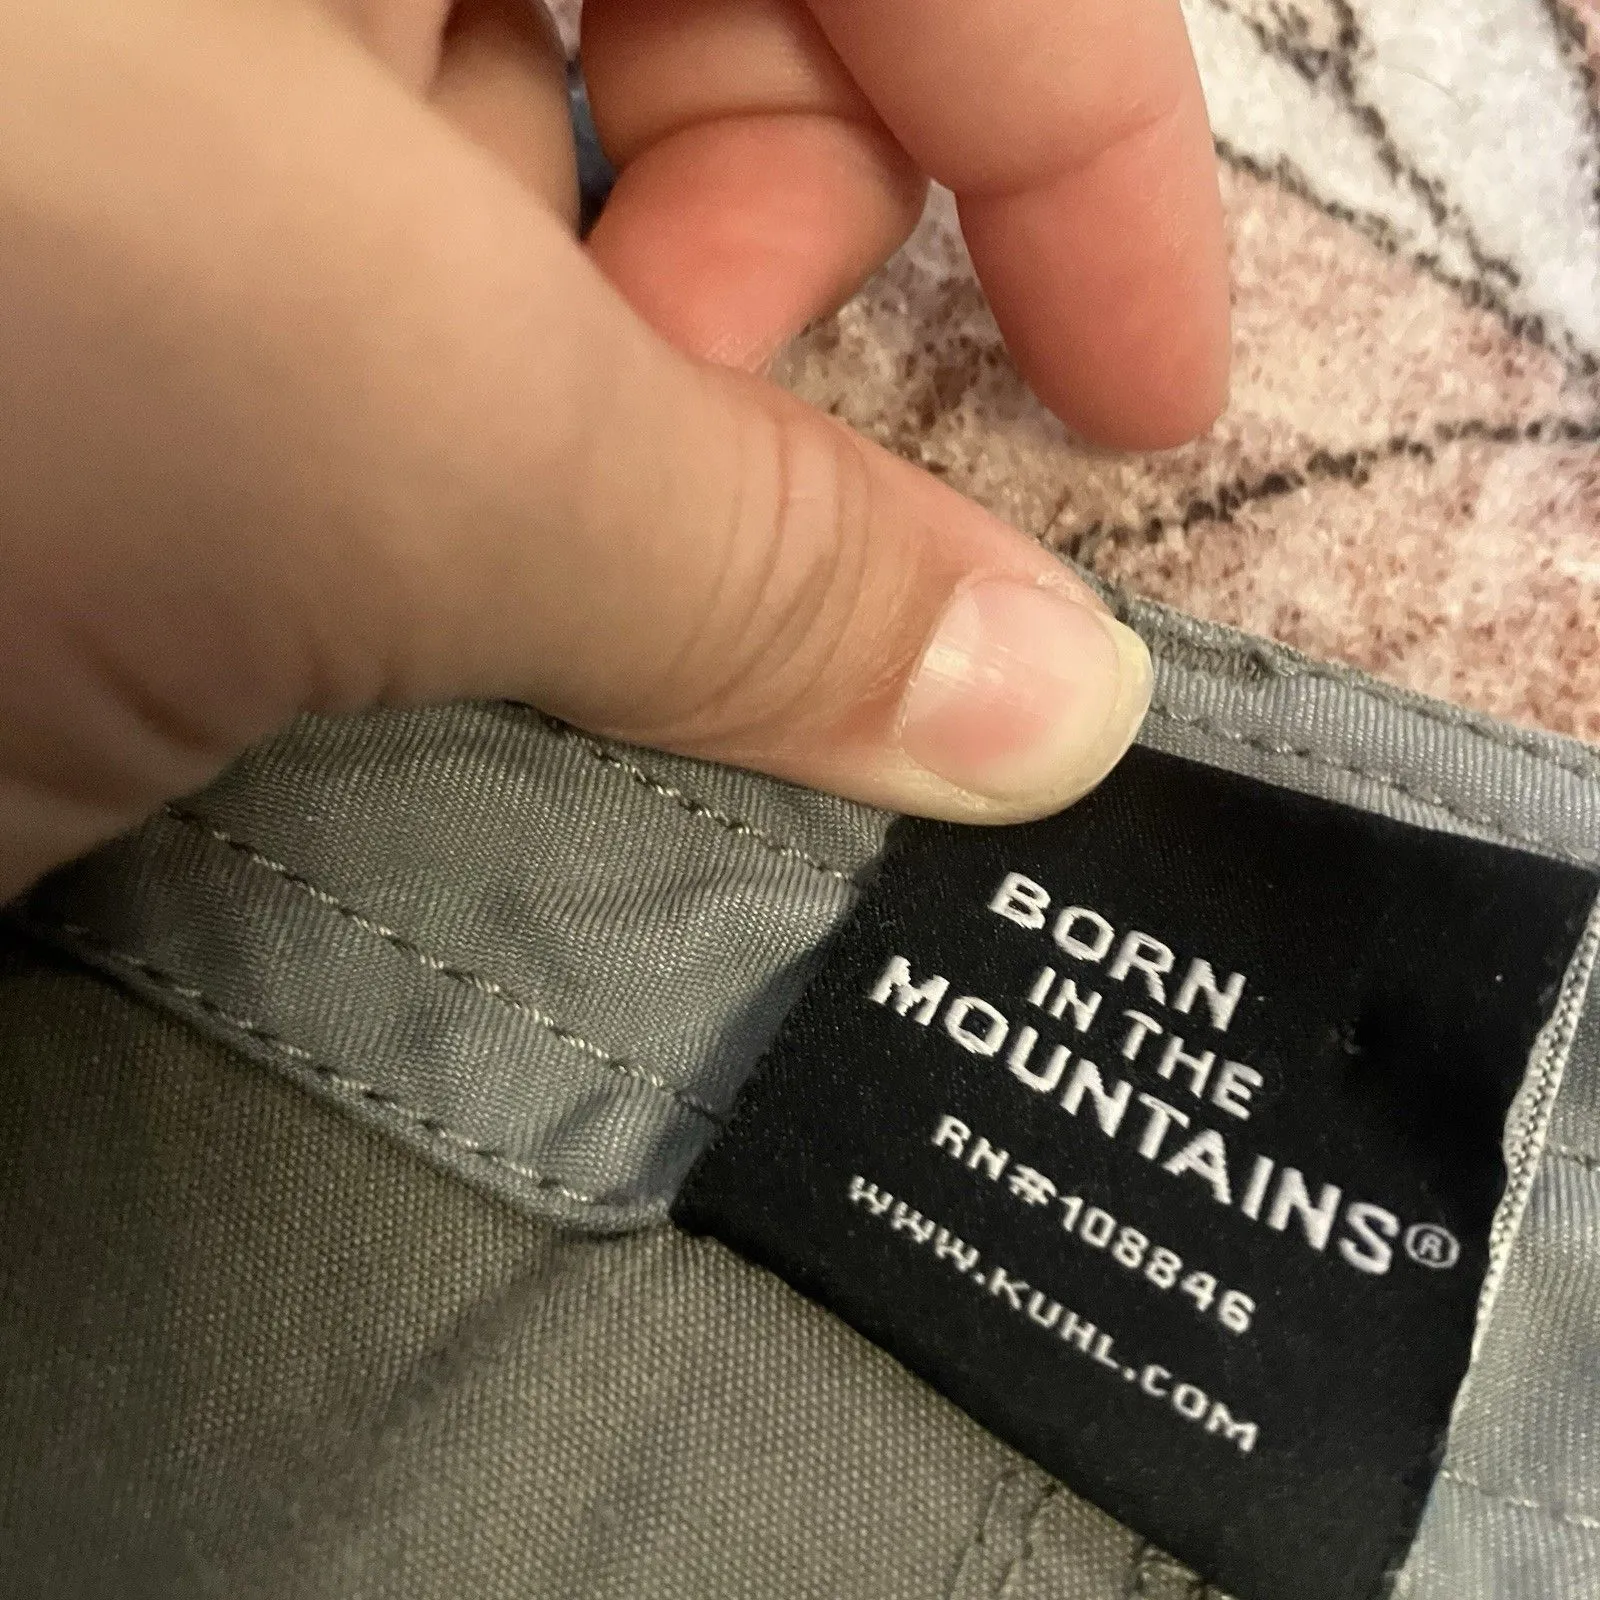 BORN
IN THE
MOUNTAINS®
RN#108846
WWW.KUHL.COM